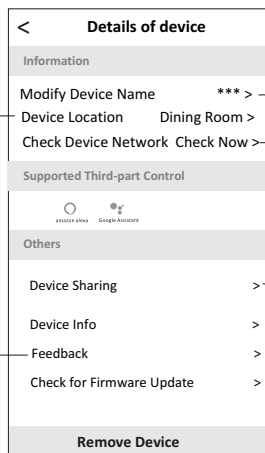 < Details of device
Information
Modify Device Name *** >
Device Location Dining Room >
Check Device Network Check Now >
Supported Third-part Control
amazon alexa Google Assistant
Others
Device Sharing >
Device Info >
Feedback >
Check for Firmware Update >
Remove Device